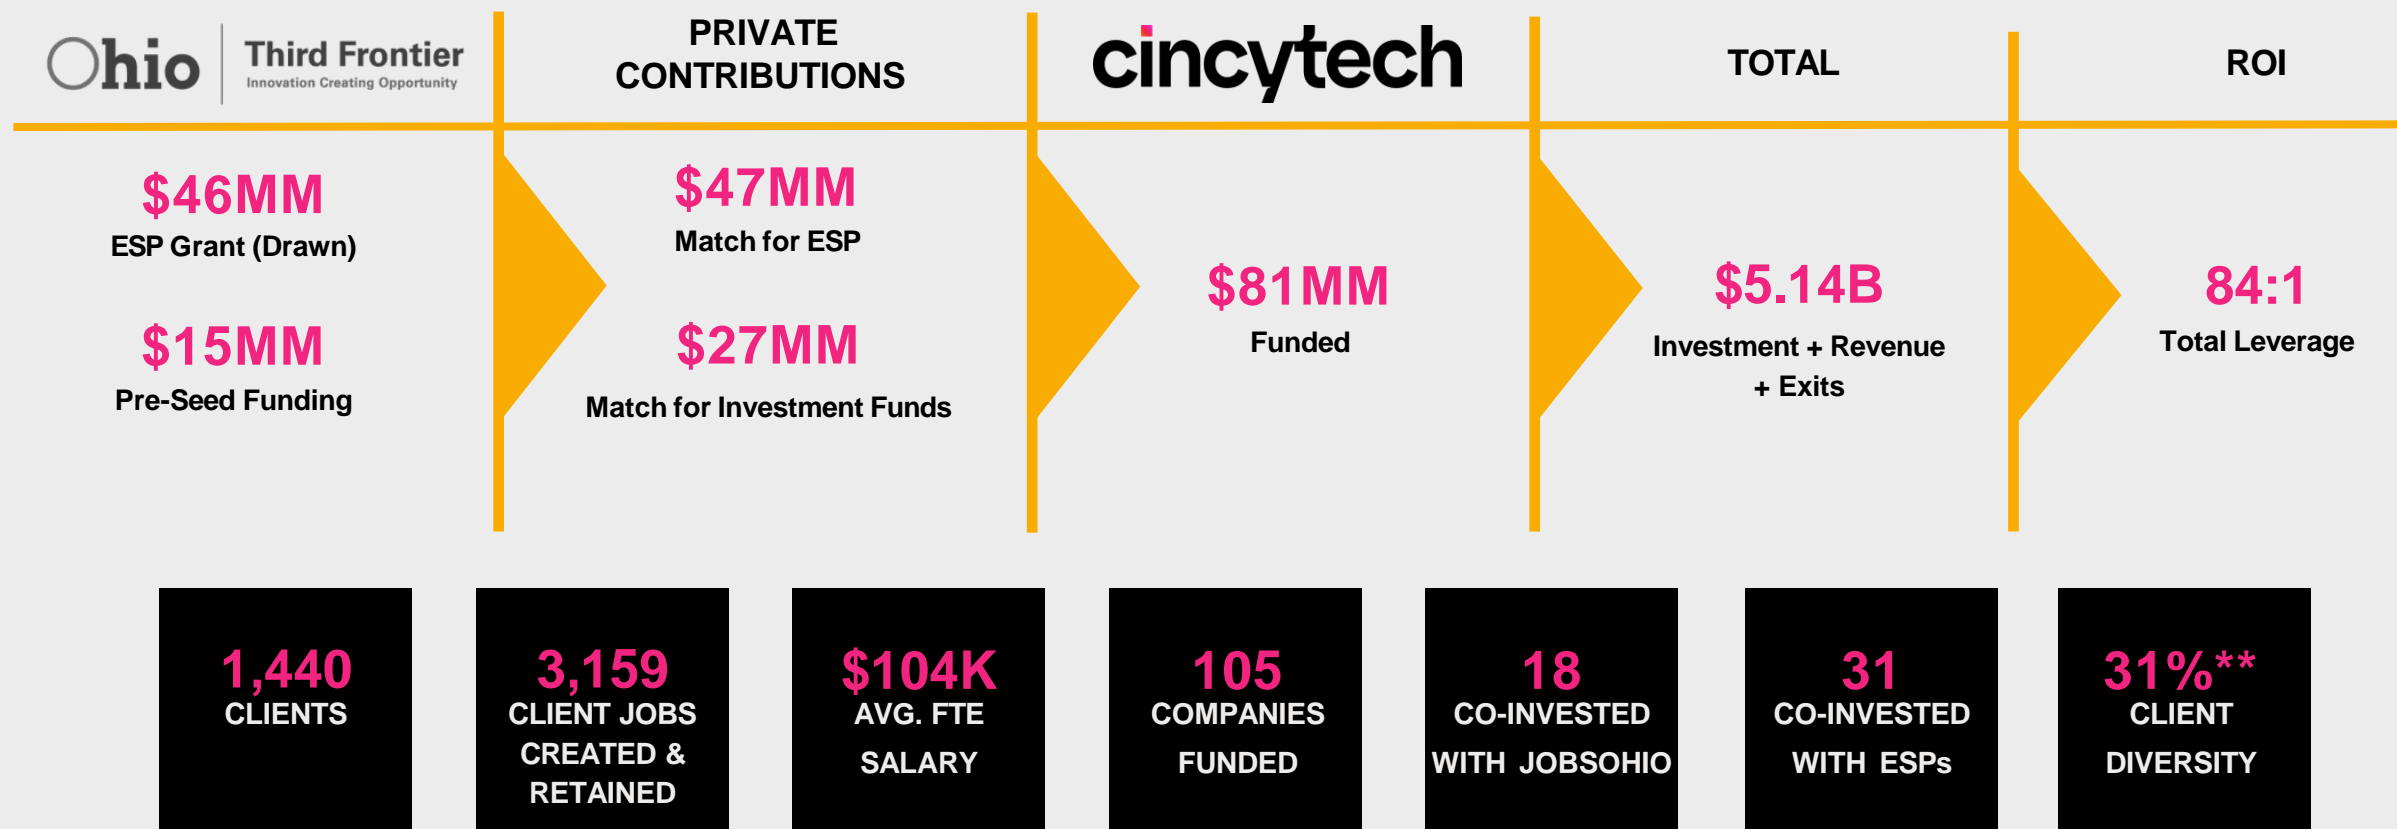 Ohio
Third Frontier
Innovation Creating Opportunity
PRIVATE
CONTRIBUTIONS
cincytech
TOTAL
ROI
$46MM
ESP Grant (Drawn)
$15MM
Pre-Seed Funding
$47MM
Match for ESP
$27MM
Match for Investment Funds
$81MM
Funded
$5.14B
Investment + Revenue
+ Exits
84:1
Total Leverage
1,440
CLIENTS
3,159
CLIENT JOBS
CREATED &
RETAINED
$104K
AVG. FTE
SALARY
105
COMPANIES
FUNDED
18
CO-INVESTED
WITH JOBSOHIO
31
CO-INVESTED
WITH ESPs
31%**
CLIENT
DIVERSITY